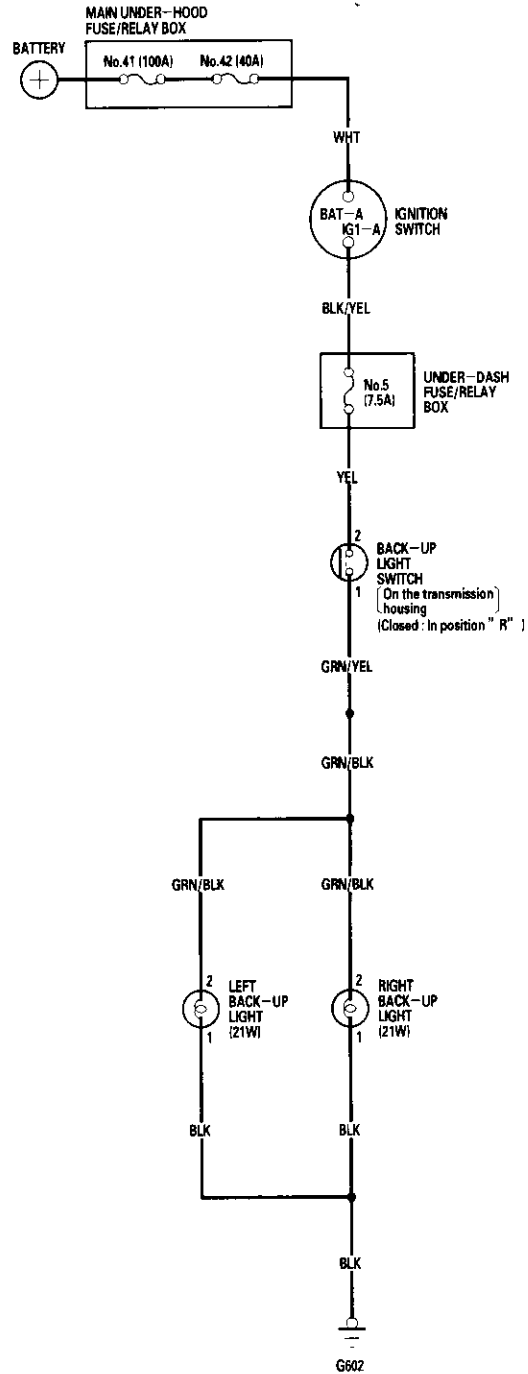 MAIN UNDER-HOOD
FUSE/RELAY BOX
BATTERY
No.41 (100A)
No.42 (40A)
WHT
BAT-A
IG1-A
IGNITION
SWITCH
BLK/YEL
No.5
(7.5A)
UNDER-DASH
FUSE/RELAY
BOX
YEL
2
1
BACK-UP
LIGHT
SWITCH
[On the transmission
housing]
(Closed : In position " R" )
GRN/YEL
GRN/BLK
GRN/BLK
GRN/BLK
2
1
LEFT
BACK-UP
LIGHT
(21W)
2
1
RIGHT
BACK-UP
LIGHT
(21W)
BLK
BLK
BLK
G602